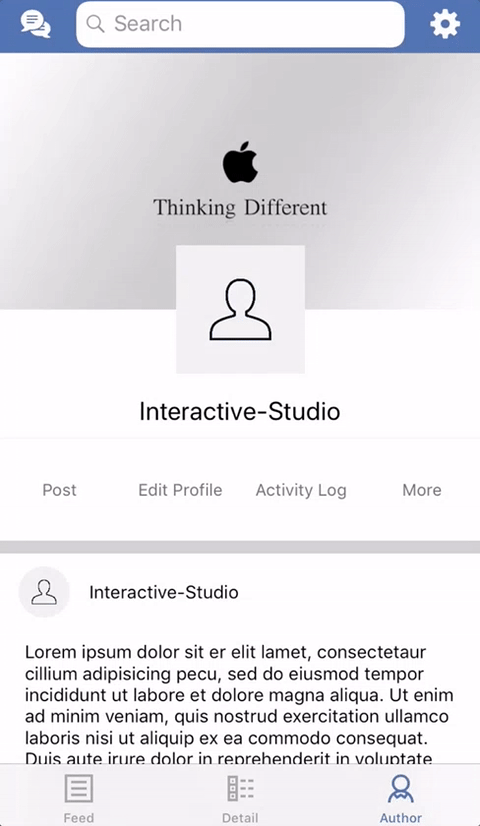 Search
Thinking Different
Interactive-Studio
Post Edit Profile Activity Log More
Interactive-Studio
Lorem ipsum dolor sit er elit lamet, consectetaur
cillium adipisicing pecu, sed do eiusmod tempor
incididunt ut labore et dolore magna aliqua. Ut enim
ad minim veniam, quis nostrud exercitation ullamco
laboris nisi ut aliquip ex ea commodo consequat.
Duis aute irure dolor in reprehenderit in voluptate
Feed Detail Author